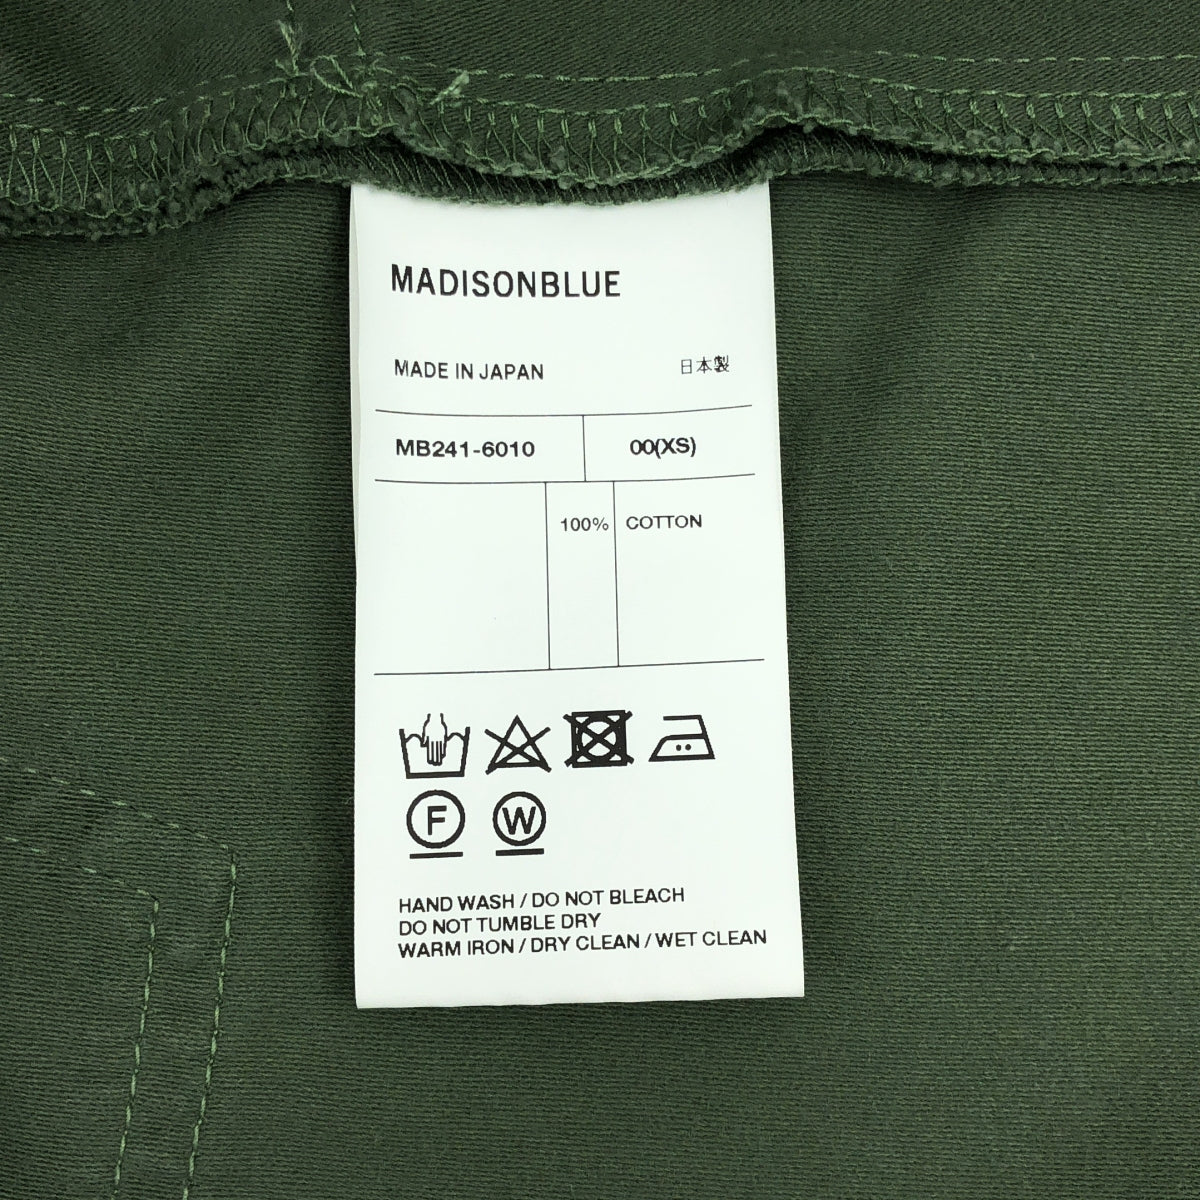 MADISONBLUE
MADE IN JAPAN 日本製
MB241-6010 00(XS)
100% COTTON
F W
HAND WASH / DO NOT BLEACH
DO NOT TUMBLE DRY
WARM IRON / DRY CLEAN / WET CLEAN